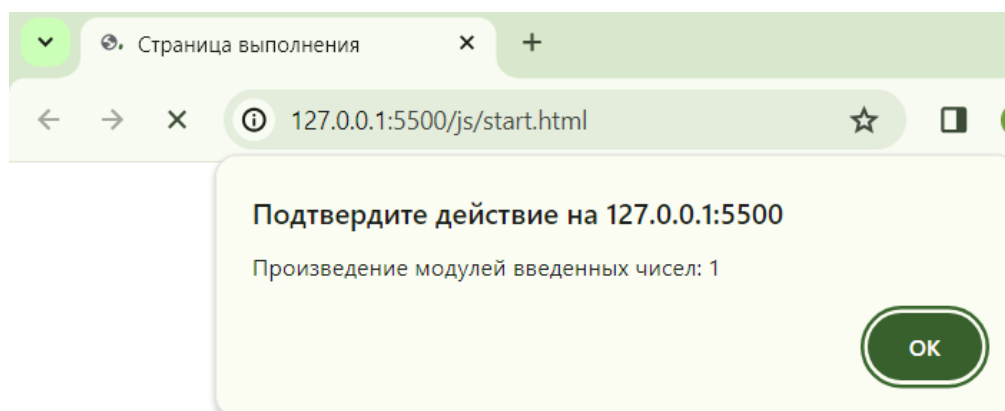 Страница выполнения
127.0.0.1:5500/js/start.html
Подтвердите действие на 127.0.0.1:5500
Произведение модулей введенных чисел: 1
ОК